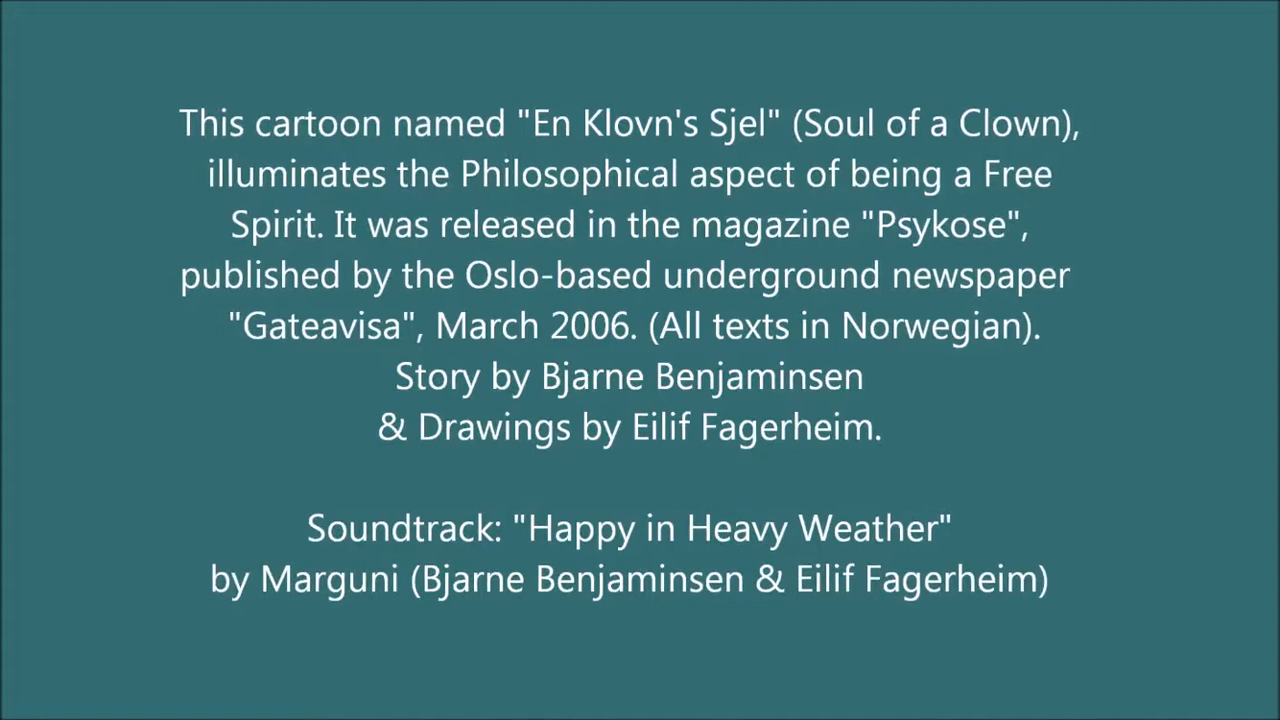 This cartoon named "En Klovn's Sjel" (Soul of a Clown),
illuminates the Philosophical aspect of being a Free
Spirit. It was released in the magazine "Psykose",
published by the Oslo-based underground newspaper
"Gateavisa", March 2006. (All texts in Norwegian).
Story by Bjarne Benjaminsen
& Drawings by Eilif Fagerheim.
Soundtrack: "Happy in Heavy Weather"
by Marguni (Bjarne Benjaminsen & Eilif Fagerheim)